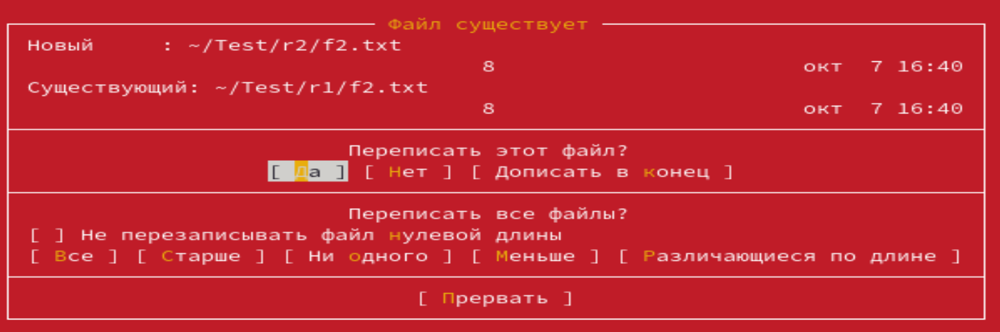 Файл существует
Новый : ~/Test/r2/f2.txt
8 окт 7 16:40
Существующий: ~/Test/r1/f2.txt
8 окт 7 16:40
Переписать этот файл?
[ Да ] [ Нет ] [ Дописать в конец ]
Переписать все файлы?
[ ] Не перезаписывать файл нулевой длины
[ Все ] [ Старше ] [ Ни одного ] [ Меньше ] [ Различающиеся по длине ]
[ Прервать ]